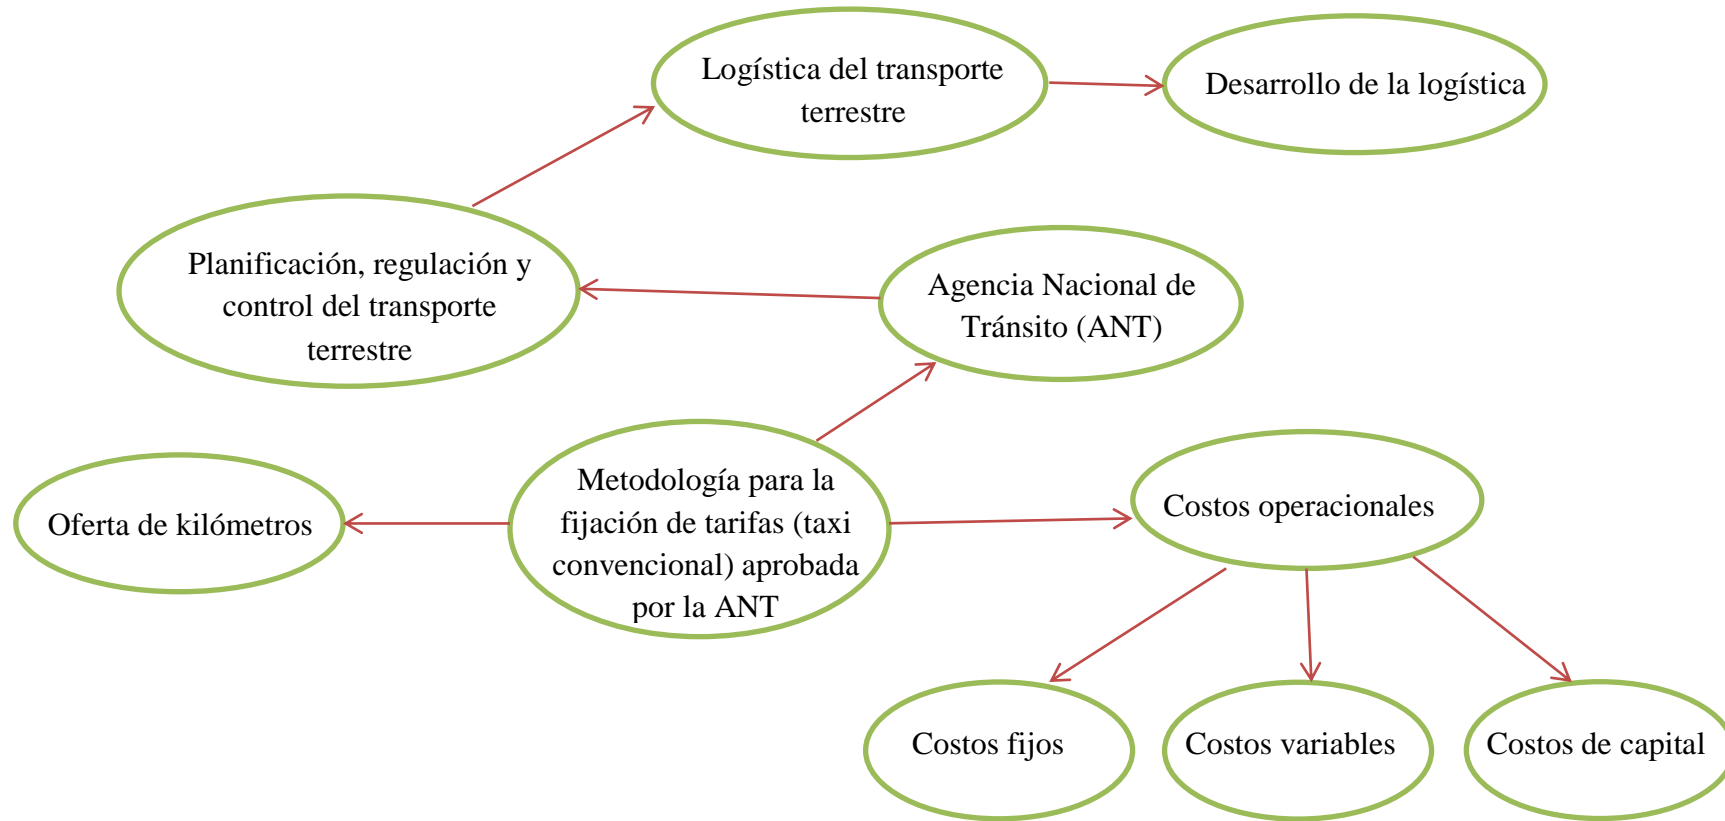 Logística del transporte
terrestre
Desarrollo de la logística
Planificación, regulación y
control del transporte
terrestre
Agencia Nacional de
Tránsito (ANT)
Oferta de kilómetros
Metodología para la
fijación de tarifas (taxi
convencional) aprobada
por la ANT
Costos operacionales
Costos fijos
Costos variables
Costos de capital